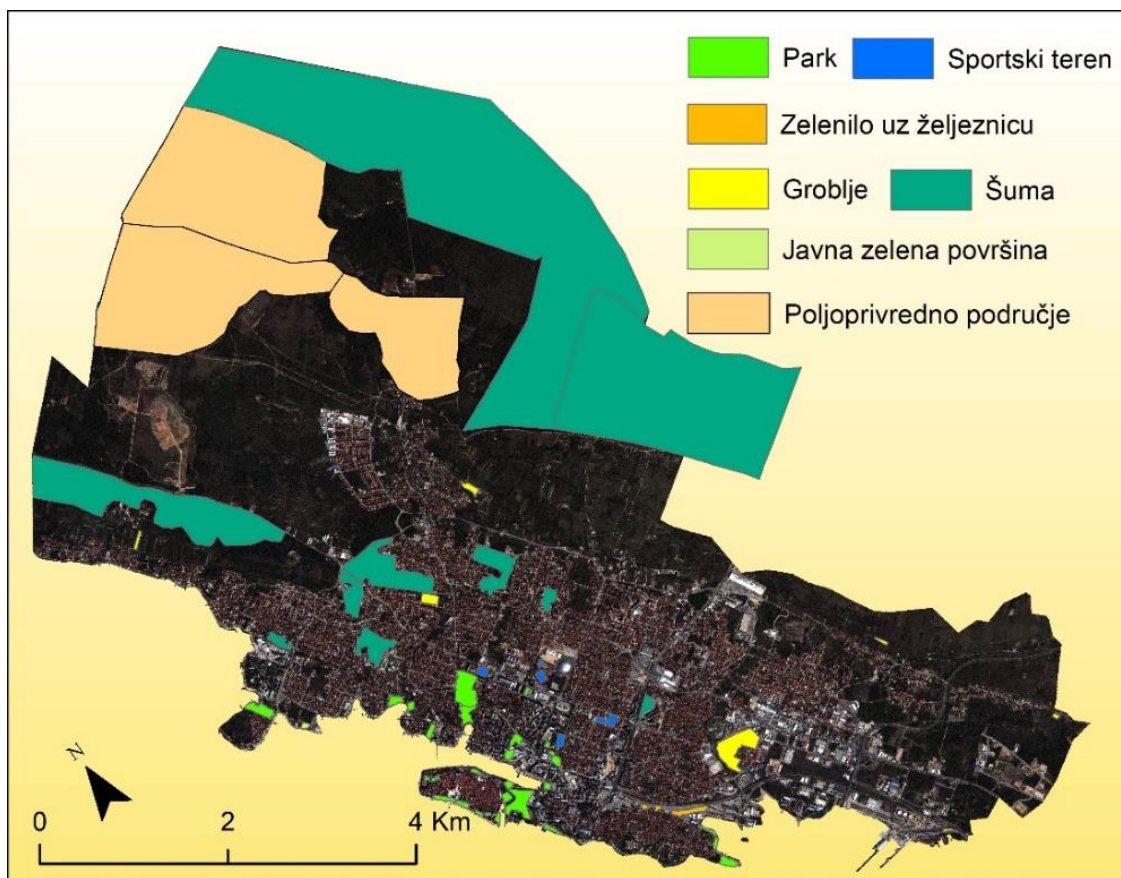 Park
Sportski teren
Zelenilo uz željeznicu
Groblje
Šuma
Javna zelena površina
Poljoprivredno područje
N
0 2 4 Km